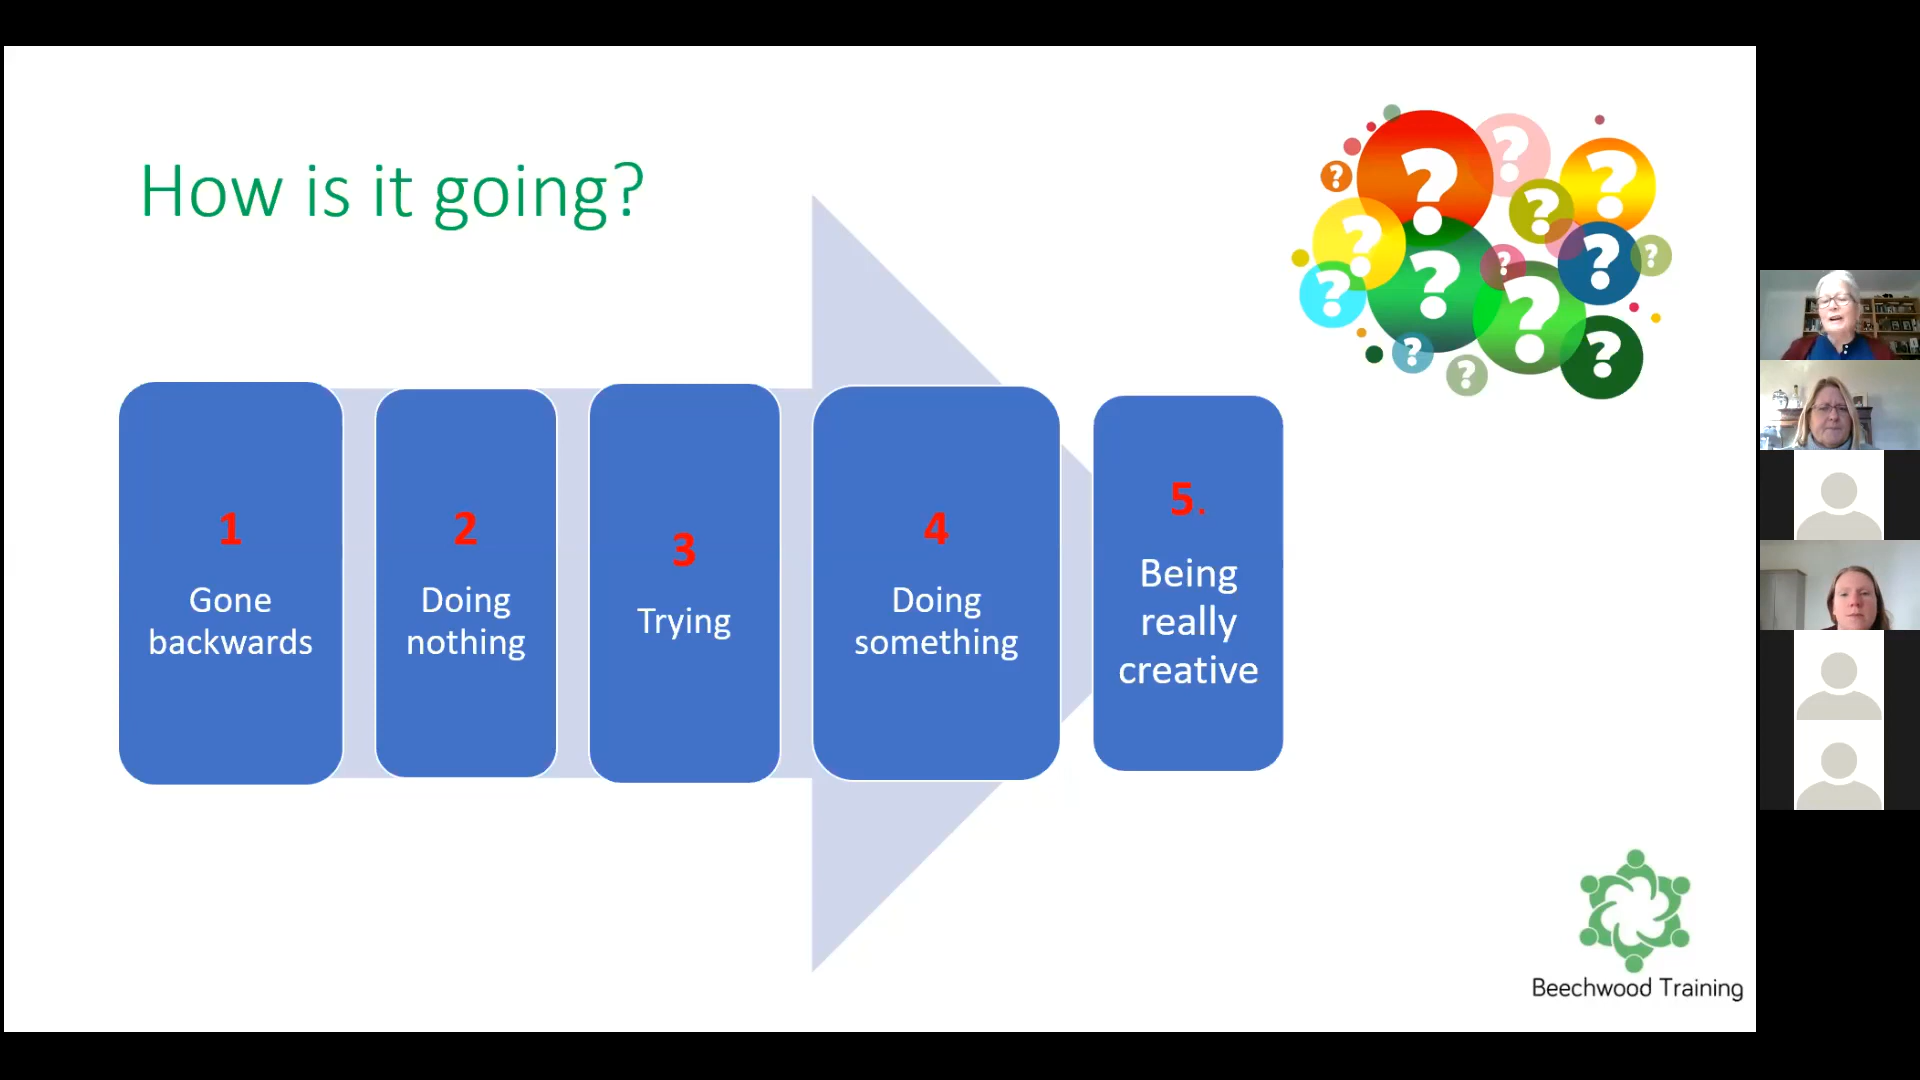 How is it going?
1
Gone
backwards
2
Doing
nothing
3
Trying
4
Doing
something
5.
Being
really
creative
? ? ? ? ? ? ? ? ? ? ? ? ? ?
Beechwood Training